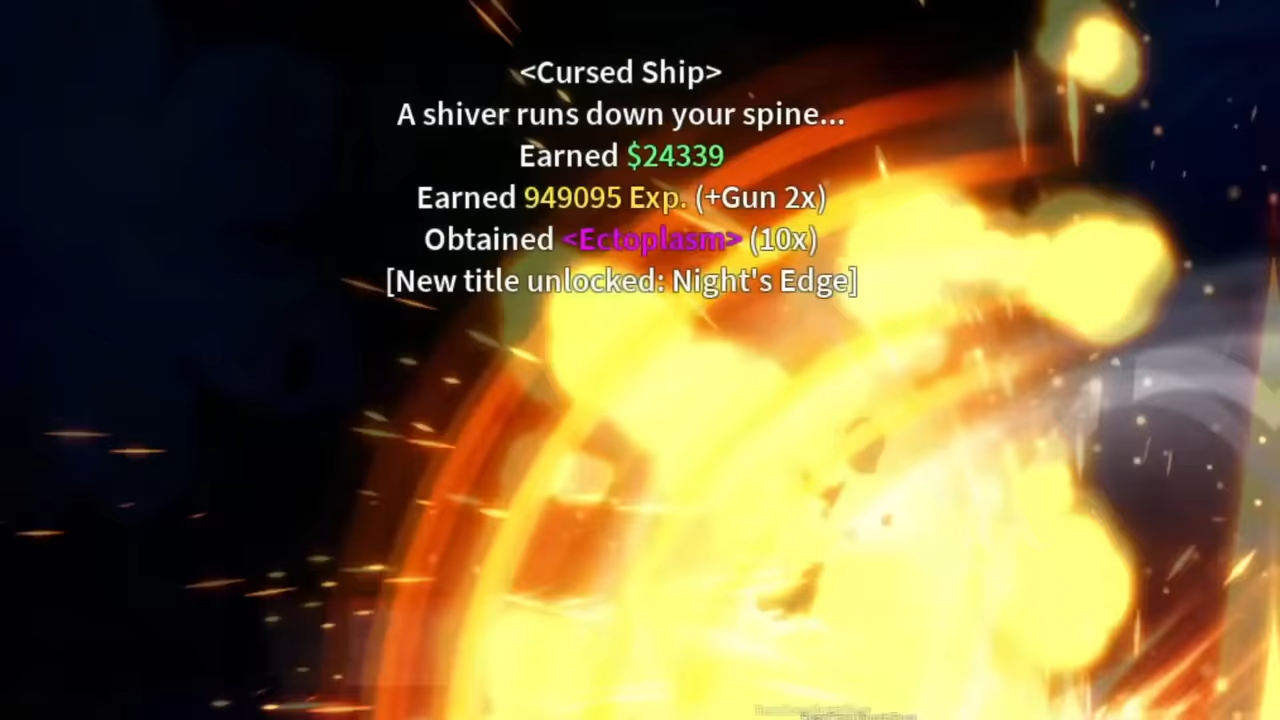 <Cursed Ship>
A shiver runs down your spine...
Earned $24339
Earned 949095 Exp. (+Gun 2x)
Obtained <Ectoplasm> (10x)
[New title unlocked: Night's Edge]